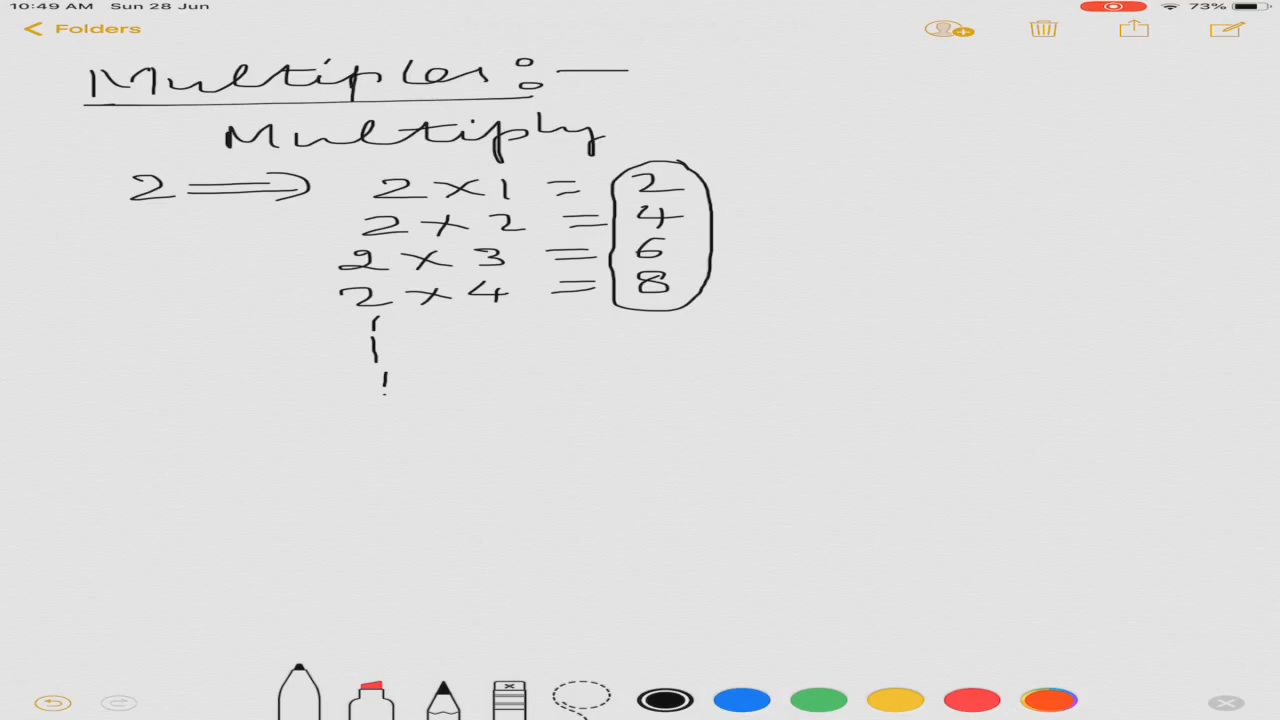 10:49 AM Sun 28 Jun 73%
Folders
Multiples:—
Multiply
2 ⟹ 2 × 1 = 2
2 × 2 = 4
2 × 3 = 6
2 × 4 = 8